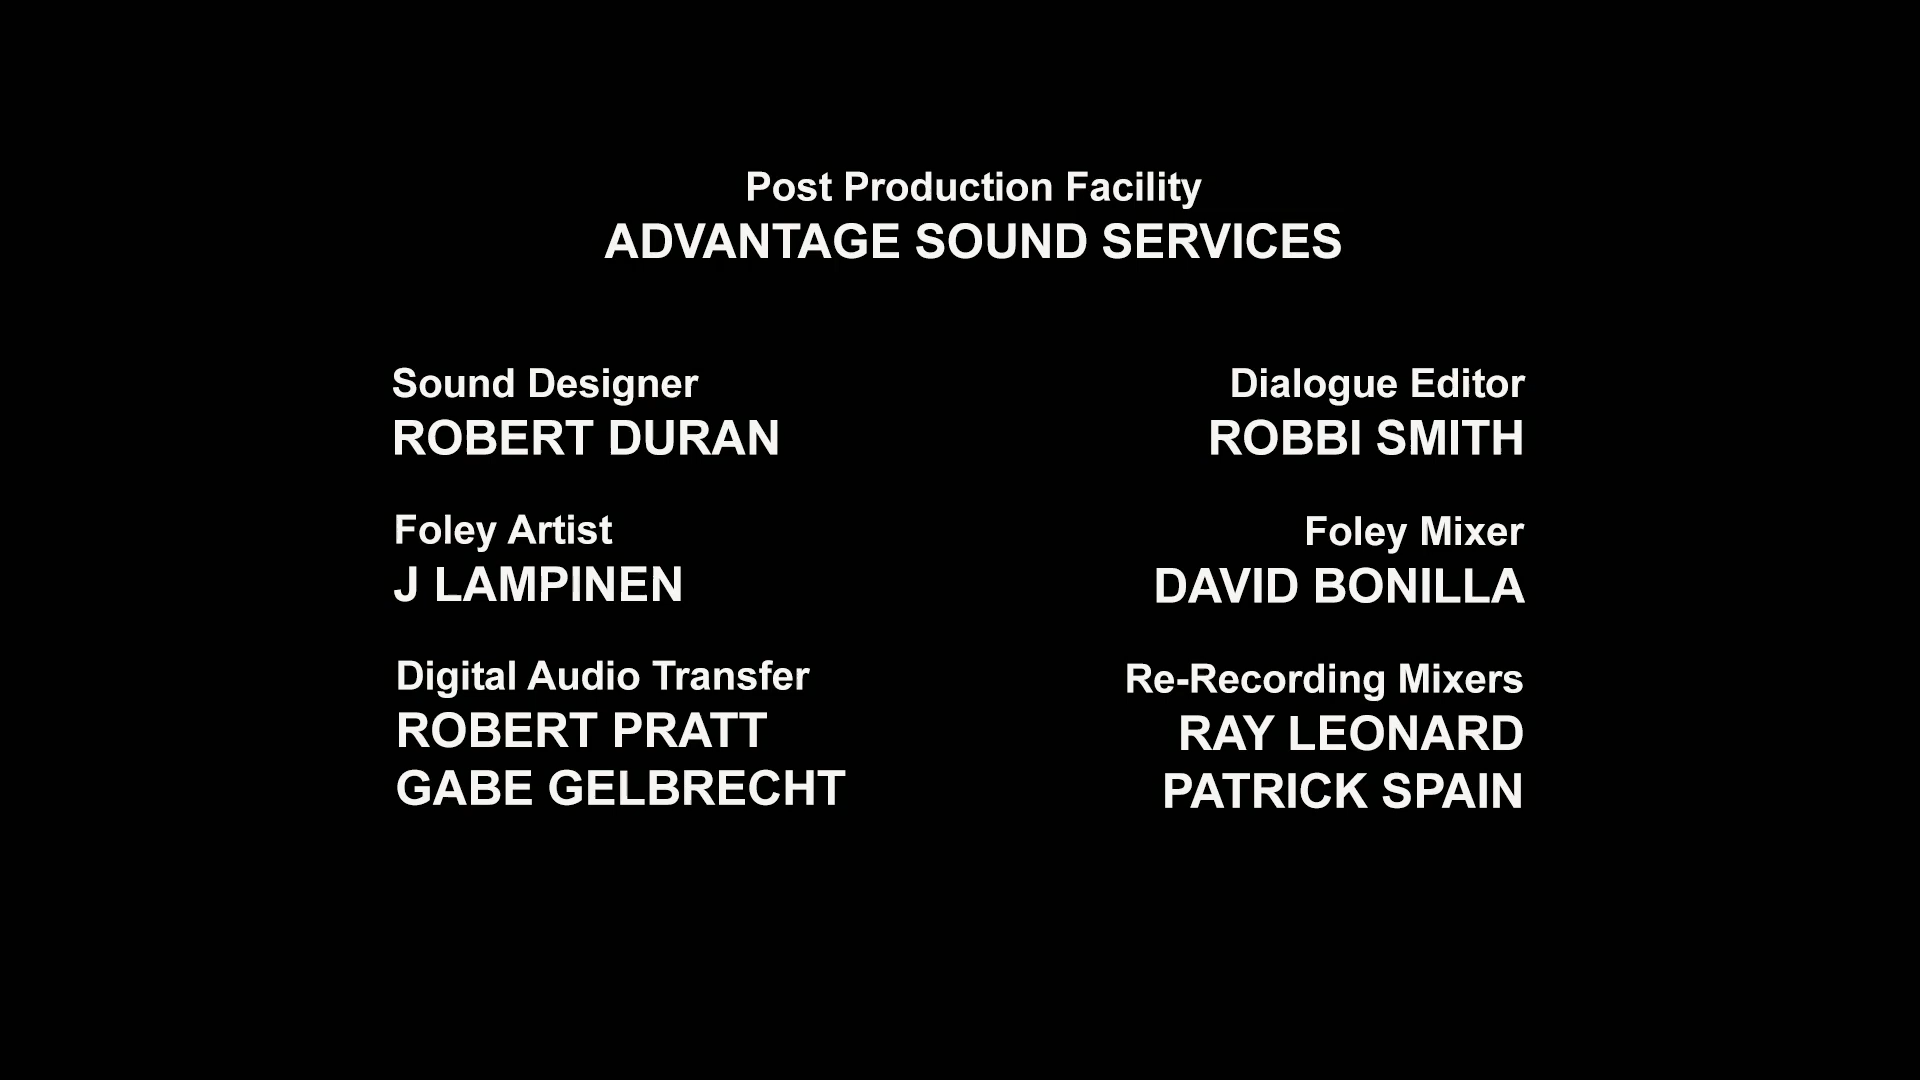 Post Production Facility
ADVANTAGE SOUND SERVICES
Sound Designer
ROBERT DURAN
Dialogue Editor
ROBBI SMITH
Foley Artist
J LAMPINEN
Foley Mixer
DAVID BONILLA
Digital Audio Transfer
ROBERT PRATT
GABE GELBRECHT
Re-Recording Mixers
RAY LEONARD
PATRICK SPAIN